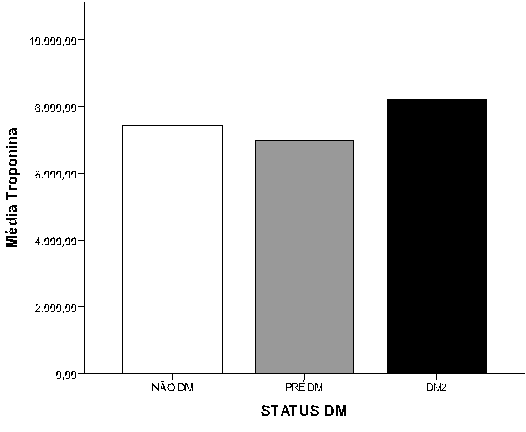 Média Troponina
10.000,00
8.000,00
6.000,00
4.000,00
2.000,00
0,00
NÃO DM PRÉ DM DM2
STATUS DM